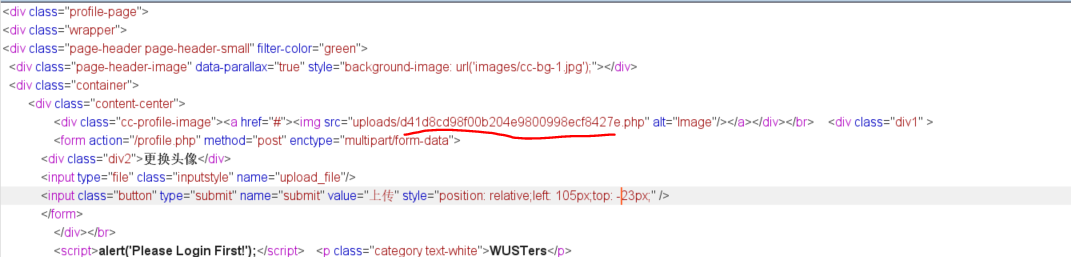 <div class="profile-page">
<div class="wrapper">
<div class="page-header page-header-small" filter-color="green">
<div class="page-header-image" data-parallax="true" style="background-image: url('images/cc-bg-1.jpg');"></div>
<div class="container">
<div class="content-center">
<div class="cc-profile-image"><a href="#"><img src="uploads/d41d8cd98f00b204e9800998ecf8427e.php" alt="Image"/></a></div></br> <div class="div1" >
<form action="/profile.php" method="post" enctype="multipart/form-data">
<div class="div2">更换头像</div>
<input type="file" class="inputstyle" name="upload_file"/>
<input class="button" type="submit" name="submit" value="上传" style="position: relative;left: 105px;top: -23px;" />
</form>
</div></br>
<script>alert('Please Login First!');</script> <p class="category text-white">WUSTers</p>